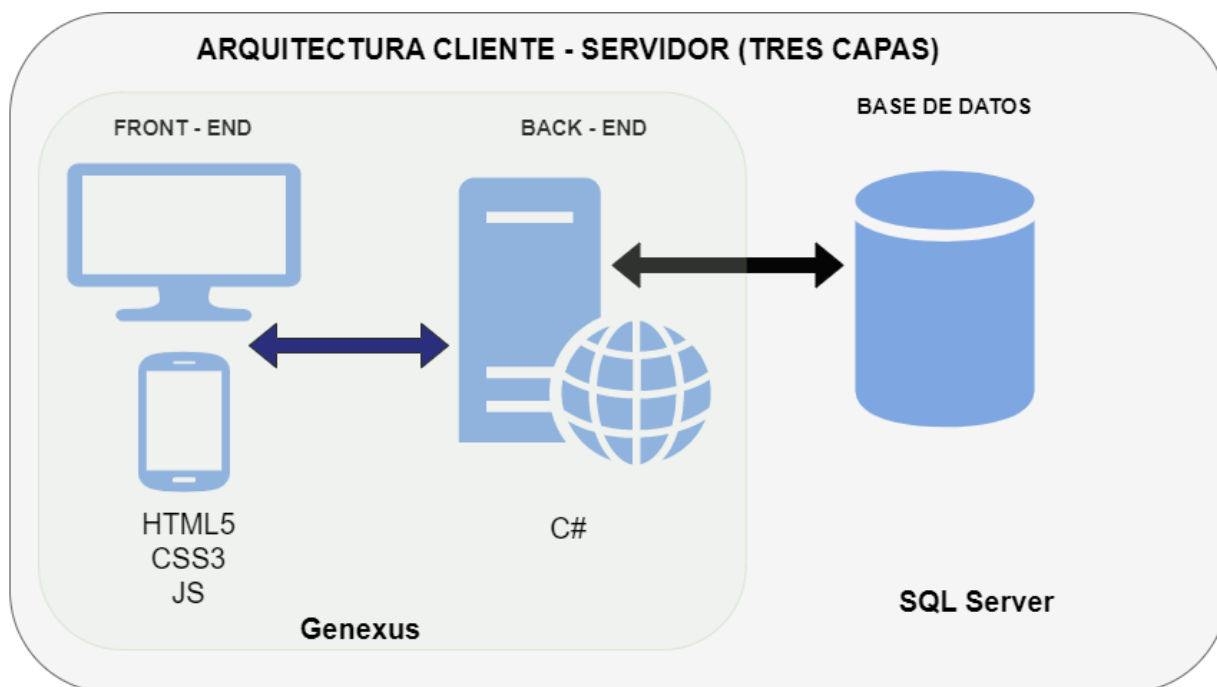 ARQUITECTURA CLIENTE - SERVIDOR (TRES CAPAS)
FRONT - END
BACK - END
BASE DE DATOS
HTML5
CSS3
JS
C#
Genexus
SQL Server